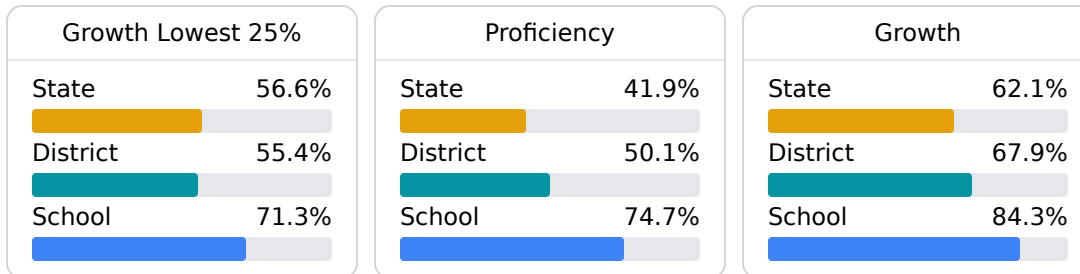 Growth Lowest 25%
State 56.6%
District 55.4%
School 71.3%
Proficiency
State 41.9%
District 50.1%
School 74.7%
Growth
State 62.1%
District 67.9%
School 84.3%